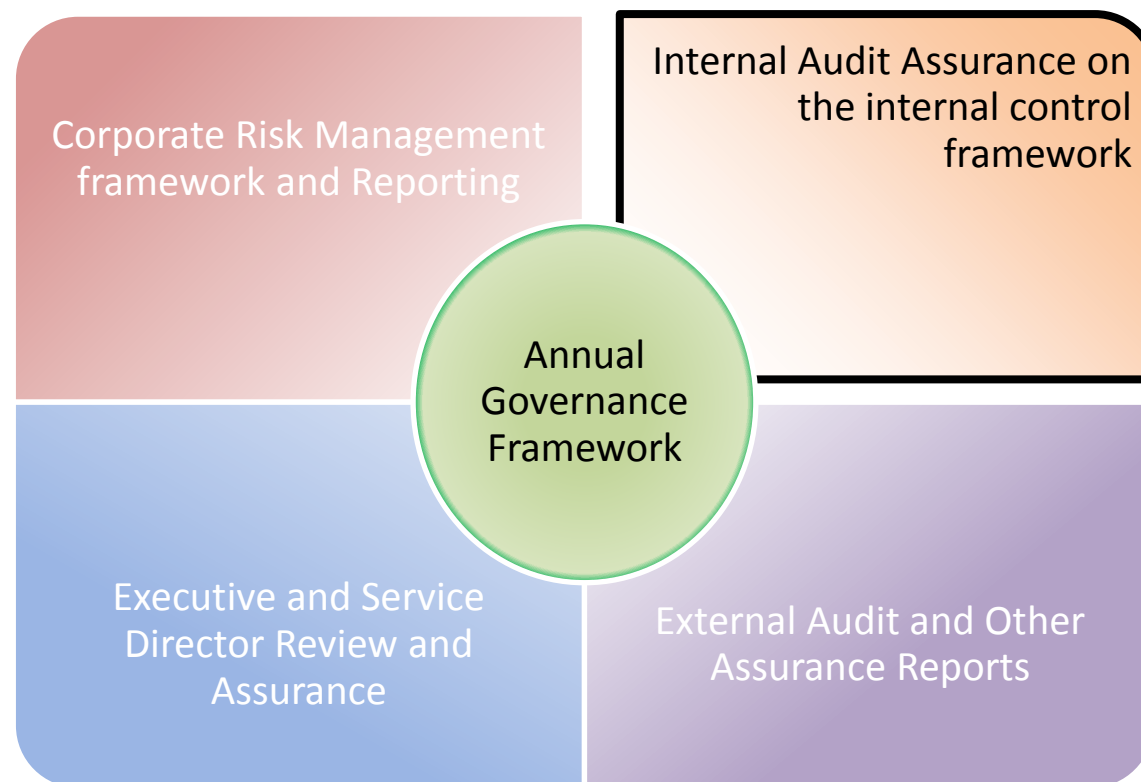 Corporate Risk Management
framework and Reporting
Internal Audit Assurance on
the internal control
framework
Annual
Governance
Framework
Executive and Service
Director Review and
Assurance
External Audit and Other
Assurance Reports